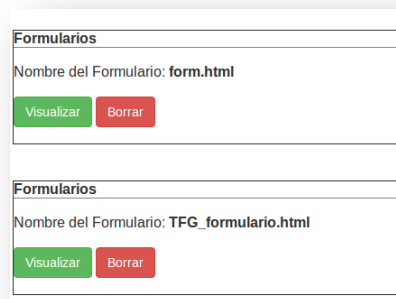 Formularios
Nombre del Formulario: form.html
Visualizar Borrar
Formularios
Nombre del Formulario: TFG_formulario.html
Visualizar Borrar